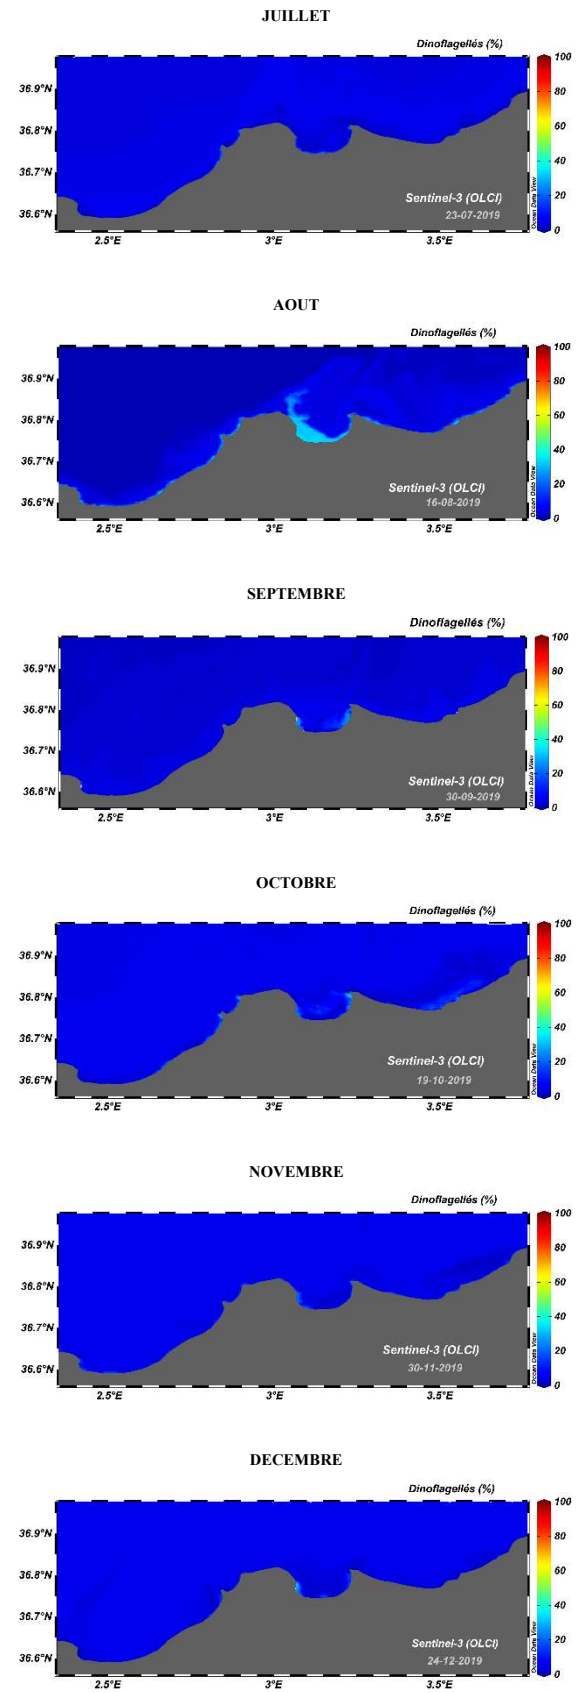 JUILLET
Dinoflagellés (%)
36.9°N
36.8°N
36.7°N
36.6°N
2.5°E 3°E 3.5°E
Sentinel-3 (OLCI)
23-07-2019
Ocean Data View
100
80
60
40
20
0
AOUT
Dinoflagellés (%)
36.9°N
36.8°N
36.7°N
36.6°N
2.5°E 3°E 3.5°E
Sentinel-3 (OLCI)
16-08-2019
Ocean Data View
100
80
60
40
20
0
SEPTEMBRE
Dinoflagellés (%)
36.9°N
36.8°N
36.7°N
36.6°N
2.5°E 3°E 3.5°E
Sentinel-3 (OLCI)
30-09-2019
Ocean Data View
100
80
60
40
20
0
OCTOBRE
Dinoflagellés (%)
36.9°N
36.8°N
36.7°N
36.6°N
2.5°E 3°E 3.5°E
Sentinel-3 (OLCI)
19-10-2019
Ocean Data View
100
80
60
40
20
0
NOVEMBRE
Dinoflagellés (%)
36.9°N
36.8°N
36.7°N
36.6°N
2.5°E 3°E 3.5°E
Sentinel-3 (OLCI)
30-11-2019
Ocean Data View
100
80
60
40
20
0
DECEMBRE
Dinoflagellés (%)
36.9°N
36.8°N
36.7°N
36.6°N
2.5°E 3°E 3.5°E
Sentinel-3 (OLCI)
24-12-2019
Ocean Data View
100
80
60
40
20
0